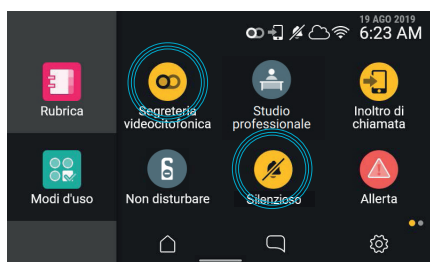 19 AGO 2019
6:23 AM
Rubrica
Segreteria
videocitofonica
Studio
professionale
Inoltro di
chiamata
Modi d'uso
Non disturbare
Silenzioso
Allerta